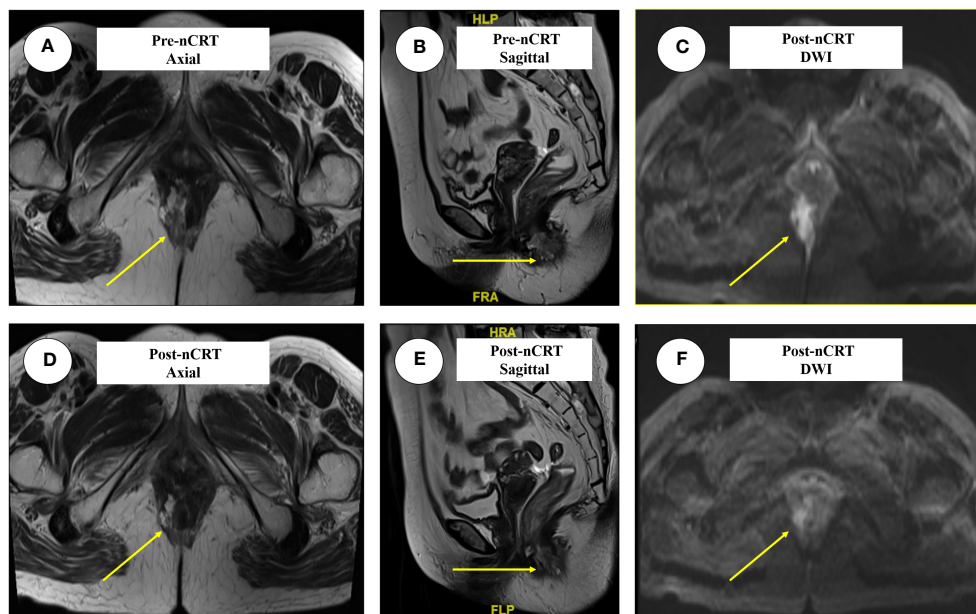 A
Pre-nCRT
Axial
HLP
B
Pre-nCRT
Sagittal
FRA
C
Post-nCRT
DWI
D
Post-nCRT
Axial
HRA
E
Post-nCRT
Sagittal
FLP
F
Post-nCRT
DWI